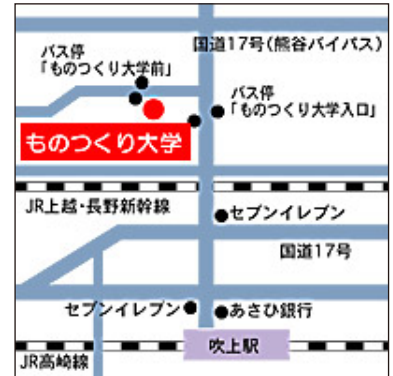 バス停
「ものつくり大学前」
国道17号(熊谷バイパス)
バス停
「ものつくり大学入口」
ものつくり大学
JR上越・長野新幹線
セブンイレブン
国道17号
セブンイレブン
あさひ銀行
吹上駅
JR高崎線